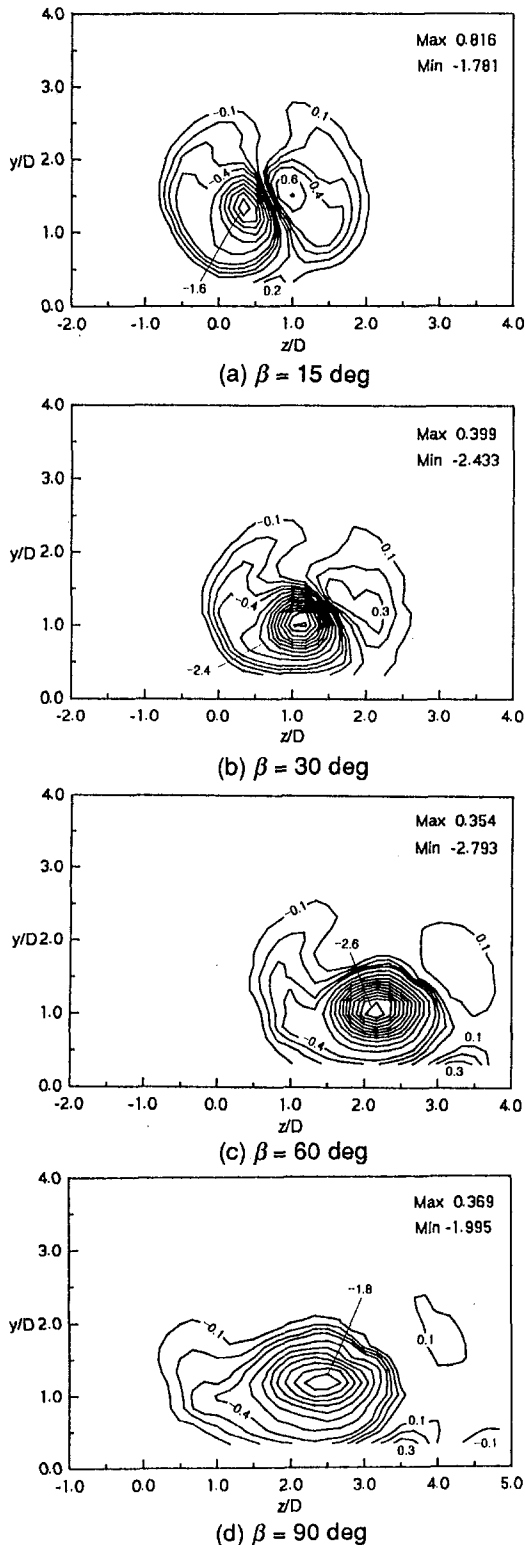 4.0
Max 0.816
Min -1.781
3.0
-0.1
0.1
y/D
2.0
-0.4
0.6
0.4
1.0
-1.6
0.2
0.0
-2.0 -1.0 0.0 1.0 2.0 3.0 4.0
z/D
(a) β = 15 deg
4.0
Max 0.399
Min -2.433
3.0
-0.1
0.1
y/D
2.0
-0.4
0.3
1.0
-2.4
0.0
-2.0 -1.0 0.0 1.0 2.0 3.0 4.0
z/D
(b) β = 30 deg
4.0
Max 0.354
Min -2.793
3.0
-0.1
-2.6
0.1
y/D
2.0
1.0
-0.4
0.1
0.3
0.0
-2.0 -1.0 0.0 1.0 2.0 3.0 4.0
z/D
(c) β = 60 deg
4.0
Max 0.369
Min -1.995
3.0
-1.8
-0.1
0.1
y/D
2.0
1.0
-0.4
0.1
0.3
-0.1
0.0
-1.0 0.0 1.0 2.0 3.0 4.0 5.0
z/D
(d) β = 90 deg